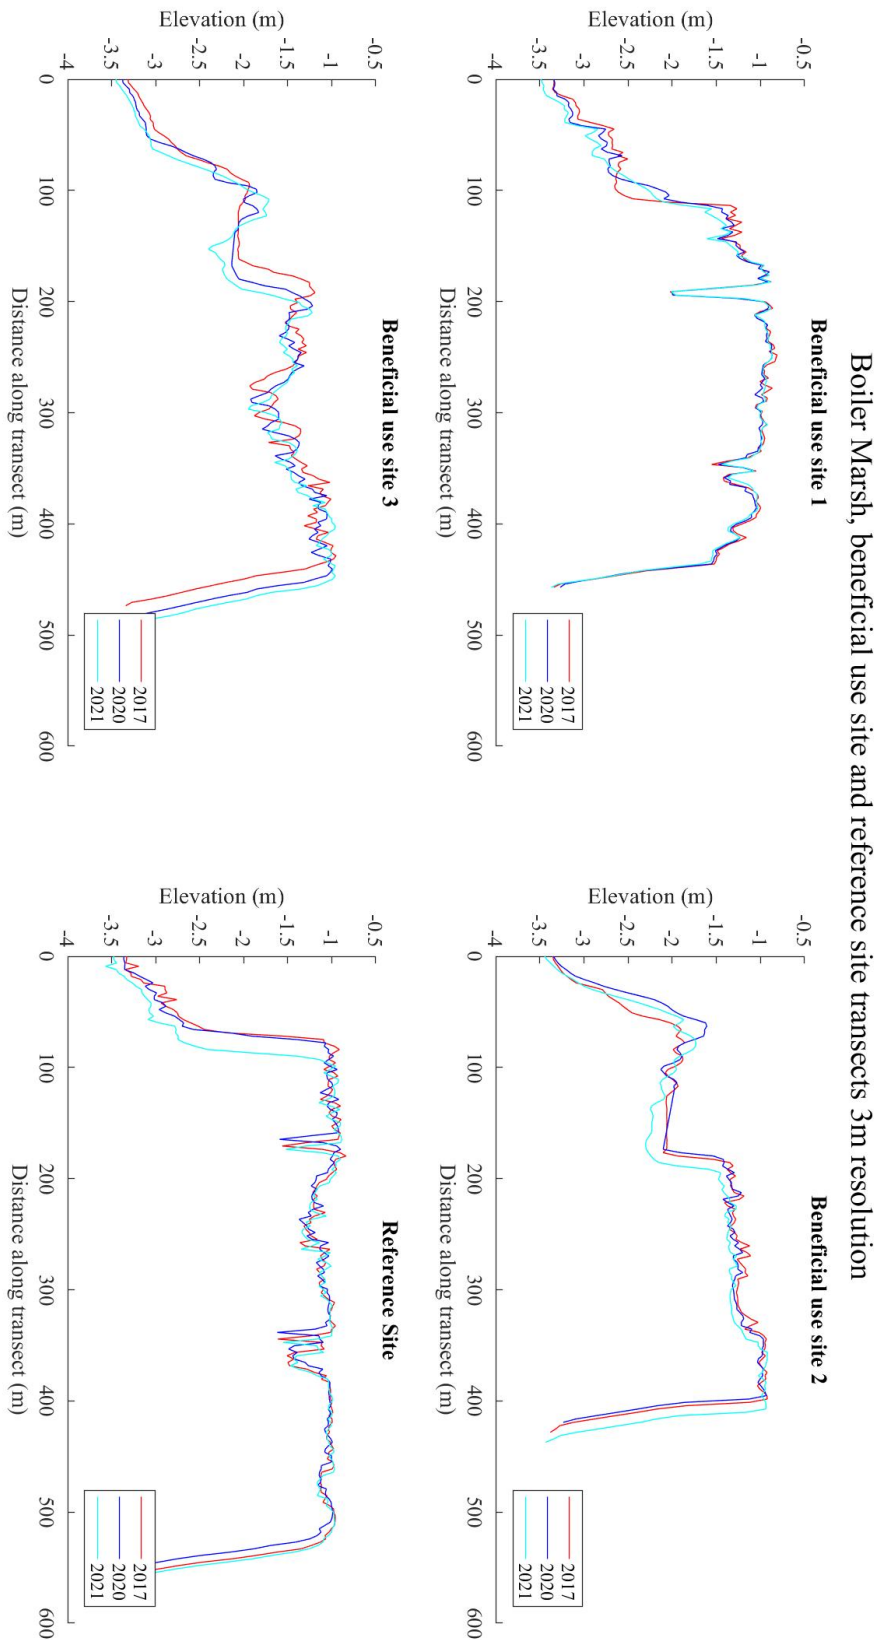 Boiler Marsh, beneficial use site and reference site transects 3m resolution
Beneficial use site 1
Elevation (m)
-0.5
-1
-1.5
-2
-2.5
-3
-3.5
-4
0 100 200 300 400 500 600
Distance along transect (m)
2017
2020
2021
Beneficial use site 2
Elevation (m)
-0.5
-1
-1.5
-2
-2.5
-3
-3.5
-4
0 100 200 300 400 500 600
Distance along transect (m)
2017
2020
2021
Beneficial use site 3
Elevation (m)
-0.5
-1
-1.5
-2
-2.5
-3
-3.5
-4
0 100 200 300 400 500 600
Distance along transect (m)
2017
2020
2021
Reference Site
Elevation (m)
-0.5
-1
-1.5
-2
-2.5
-3
-3.5
-4
0 100 200 300 400 500 600
Distance along transect (m)
2017
2020
2021